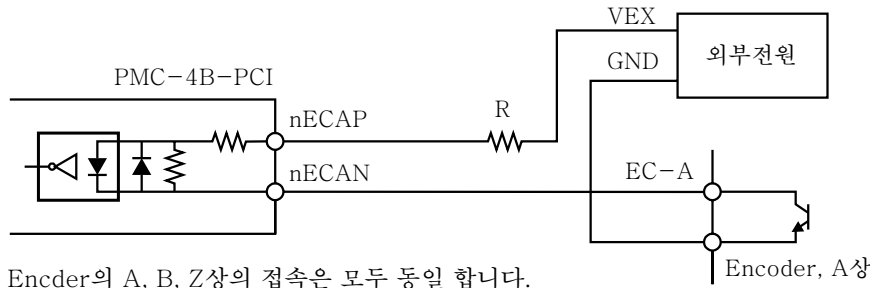 VEX
외부전원
GND
PMC-4B-PCI
nECAP
R
nECAN
EC-A
Encoder, A상
Encder의 A, B, Z상의 접속은 모두 동일 합니다.